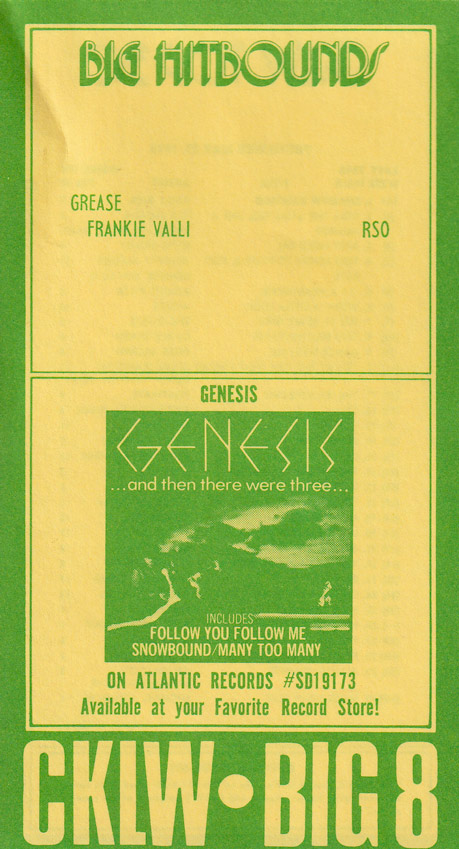 BIG HITBOUNDS
GREASE
FRANKIE VALLI RSO
GENESIS
GENESIS
...and then there were three...
INCLUDES
FOLLOW YOU FOLLOW ME
SNOWBOUND/MANY TOO MANY
ON ATLANTIC RECORDS #SD19173
Available at your Favorite Record Store!
CKLW•BIG 8